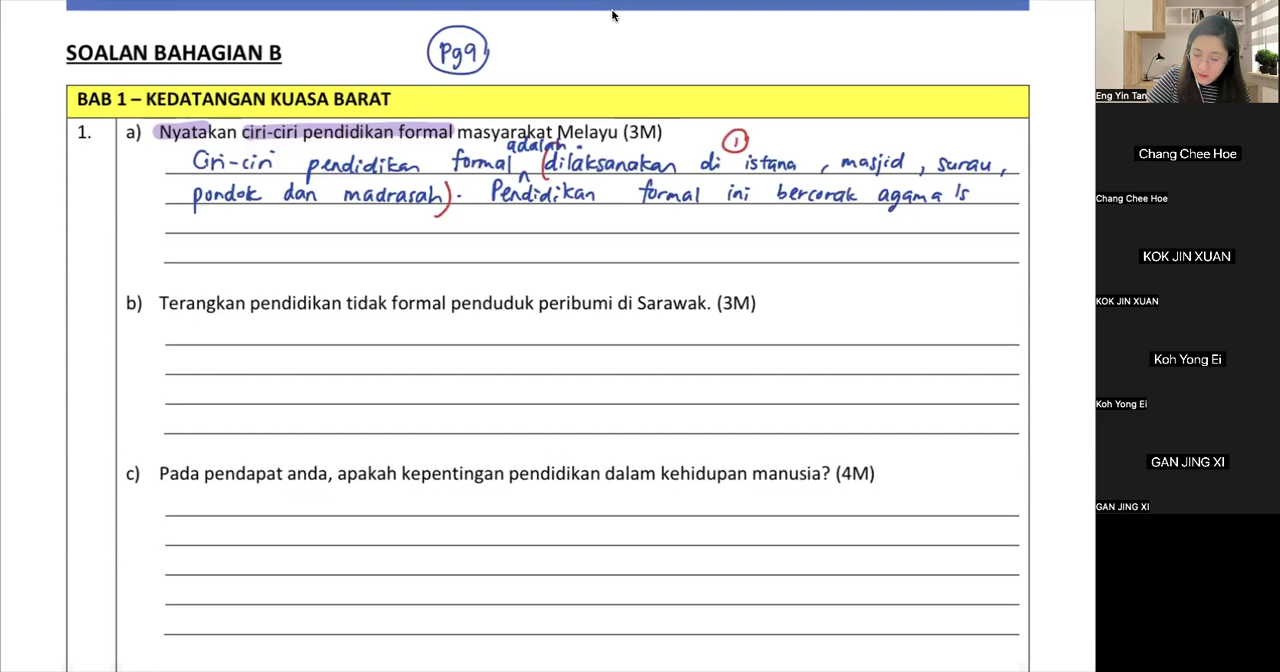 SOALAN BAHAGIAN B
Pg9
BAB 1 – KEDATANGAN KUASA BARAT
1. a) Nyatakan ciri-ciri pendidikan formal masyarakat Melayu (3M)
adalah
1
Ciri-ciri pendidikan formal (dilaksanakan di istana, masjid, surau,
pondok dan madrasah). Pendidikan formal ini bercorak agama Is
b) Terangkan pendidikan tidak formal penduduk peribumi di Sarawak. (3M)
c) Pada pendapat anda, apakah kepentingan pendidikan dalam kehidupan manusia? (4M)
Eng Yin Tan
Chang Chee Hoe
Chang Chee Hoe
KOK JIN XUAN
KOK JIN XUAN
Koh Yong Ei
Koh Yong Ei
GAN JING XI
GAN JING XI